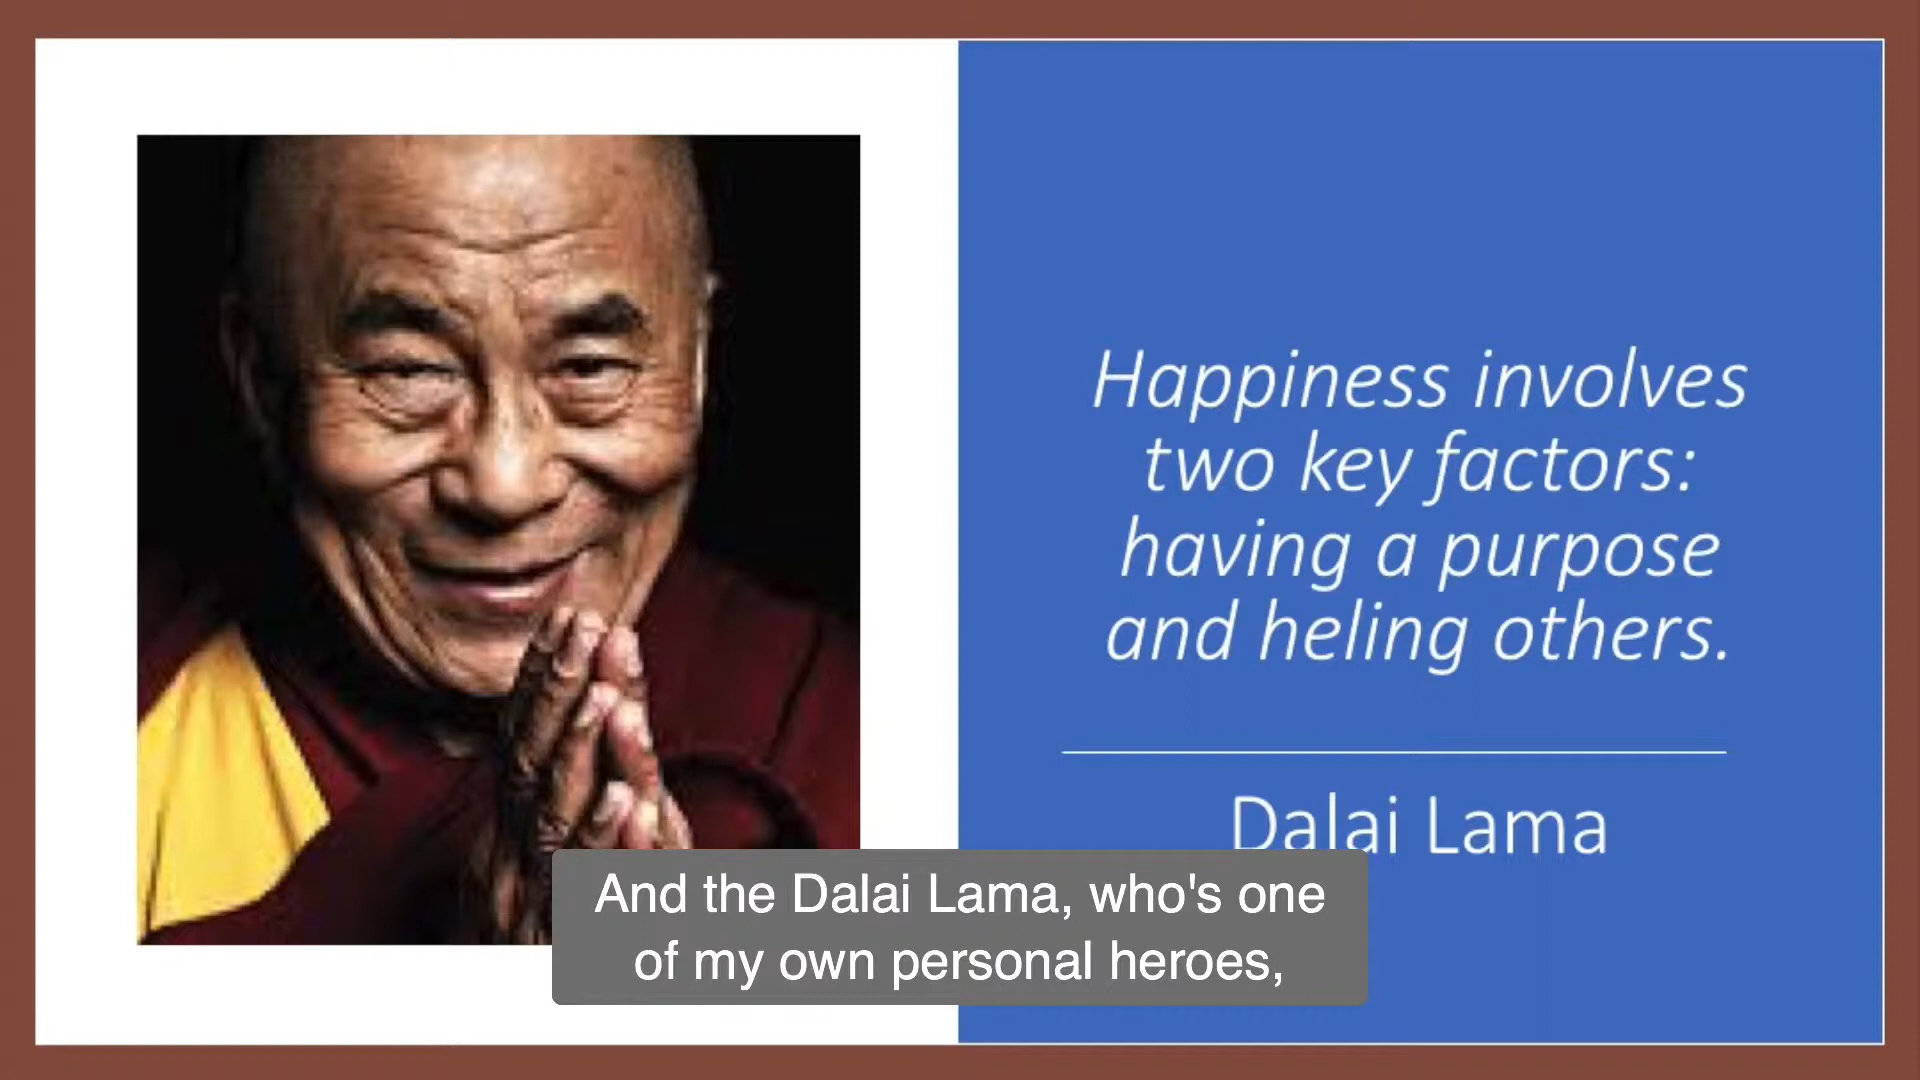 Happiness involves
two key factors:
having a purpose
and heling others.
Dalai Lama
And the Dalai Lama, who's one
of my own personal heroes,